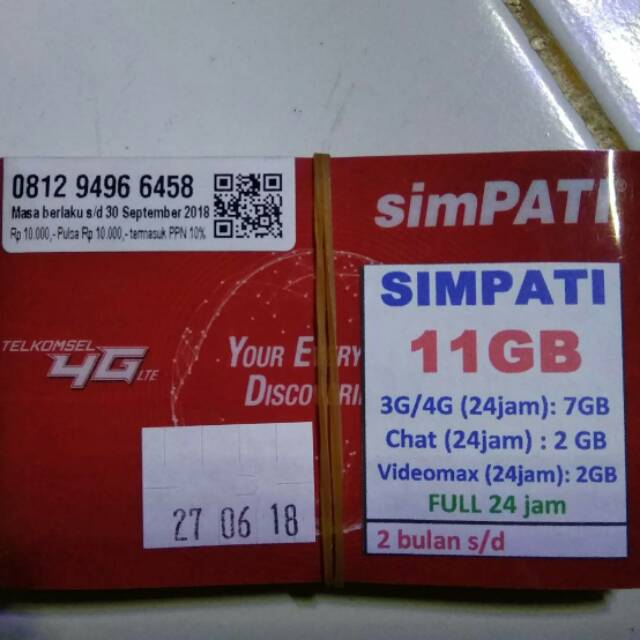 0812 9496 6458
Masa berlaku s/d 30 September 2018
Rp 10.000,- Pulsa Rp 10.000,- termasuk PPN 10%
simPATI
TELKOMSEL
4G LTE
SIMPATI
11GB
3G/4G (24jam): 7GB
Chat (24jam) : 2 GB
Videomax (24jam): 2GB
FULL 24 jam
2 bulan s/d
YOUR
DISCO
27 06 18